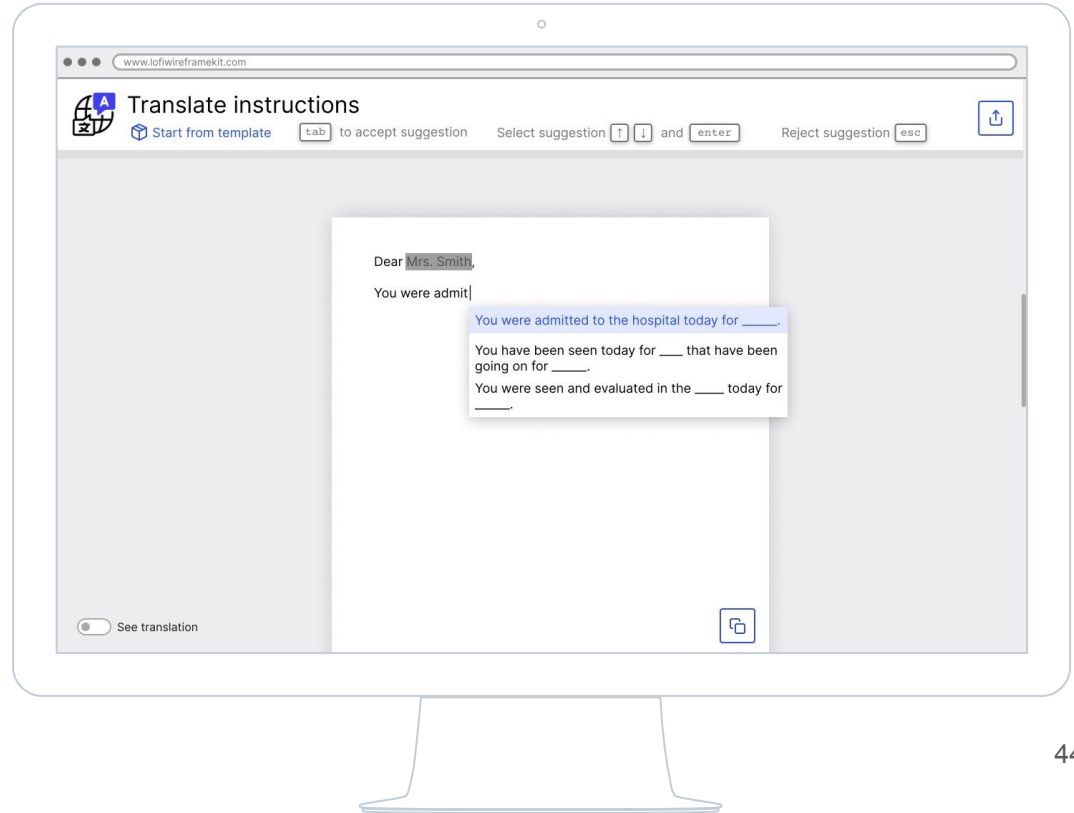 www.lofiwireframekit.com
A
文
Translate instructions
Start from template tab to accept suggestion Select suggestion ↑ ↓ and enter Reject suggestion esc
Dear Mrs. Smith,
You were admit
You were admitted to the hospital today for _____.
You have been seen today for ___ that have been
going on for _____.
You were seen and evaluated in the ____ today for
_____.
See translation
44